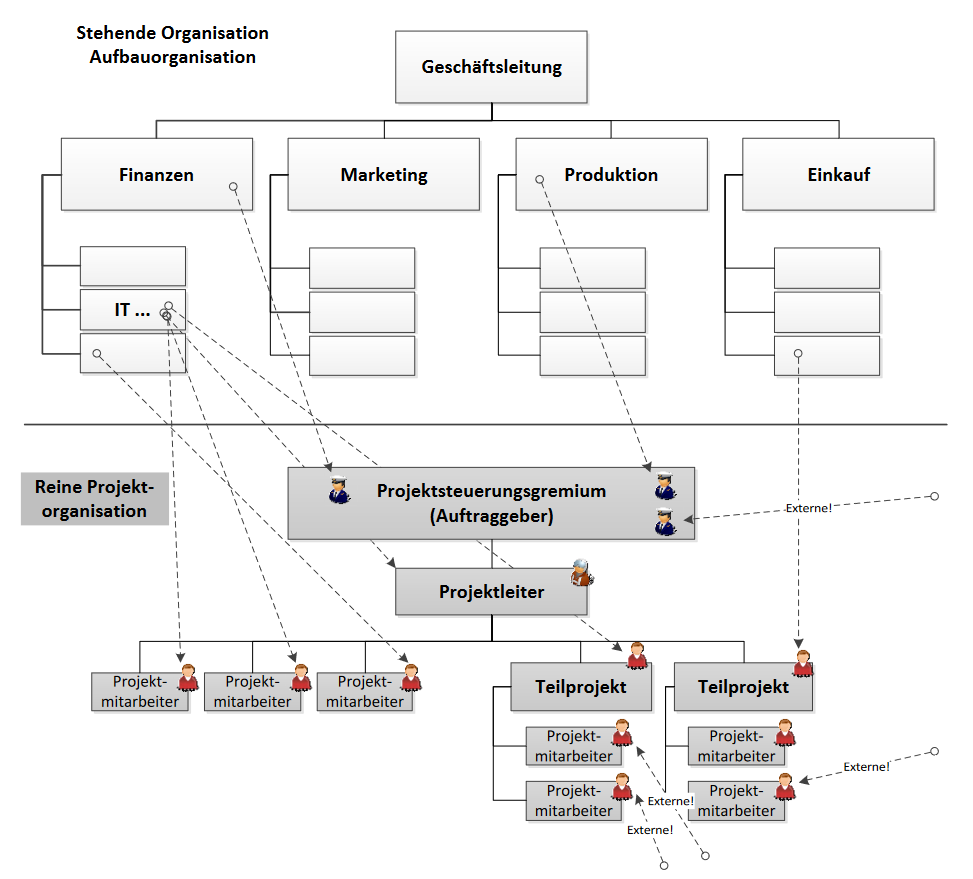 Stehende Organisation
Aufbauorganisation
Geschäftsleitung
Finanzen
Marketing
Produktion
Einkauf
IT ...
Reine Projekt-
organisation
Projektsteuerungsgremium
(Auftraggeber)
Externe!
Projektleiter
Projekt-
mitarbeiter
Projekt-
mitarbeiter
Projekt-
mitarbeiter
Teilprojekt
Teilprojekt
Projekt-
mitarbeiter
Projekt-
mitarbeiter
Externe!
Projekt-
mitarbeiter
Projekt-
mitarbeiter
Externe!
Externe!